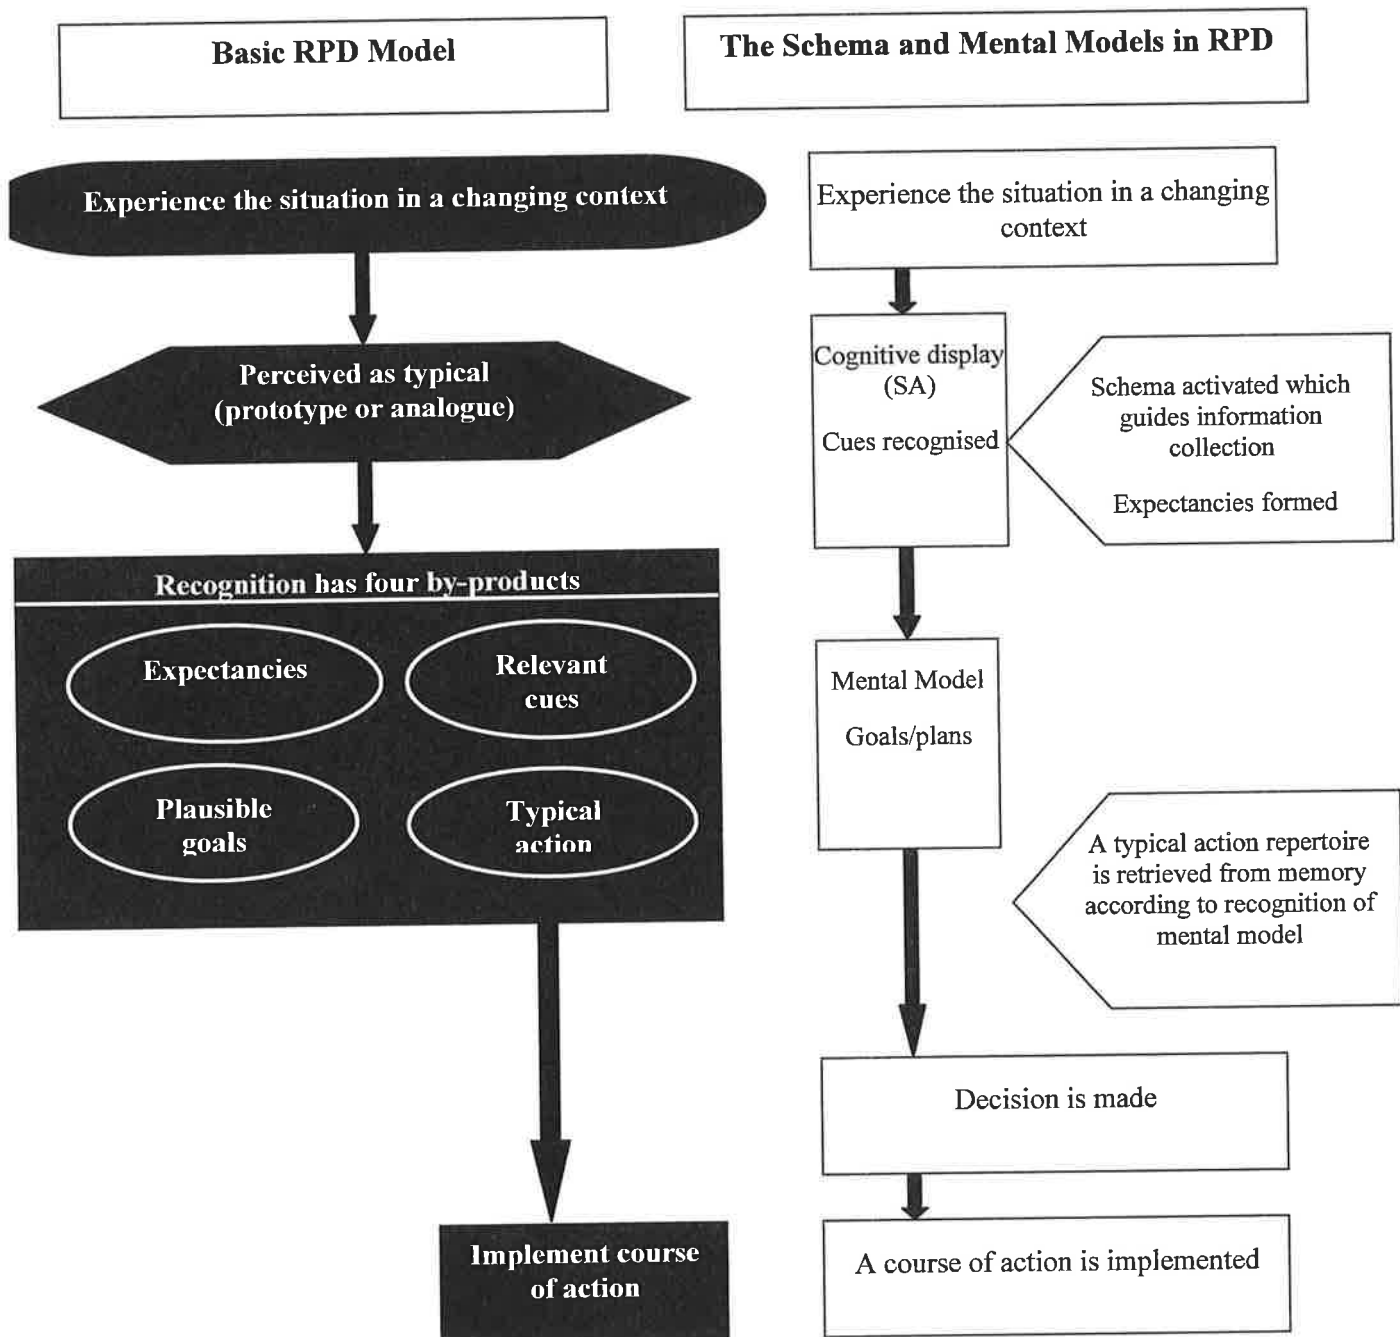 Basic RPD Model
The Schema and Mental Models in RPD
Experience the situation in a changing context
Perceived as typical
(prototype or analogue)
Recognition has four by-products
Expectancies
Relevant
cues
Plausible
goals
Typical
action
Implement course
of action
Experience the situation in a changing
context
Cognitive display
(SA)
Cues recognised
Schema activated which
guides information
collection
Expectancies formed
Mental Model
Goals/plans
A typical action repertoire
is retrieved from memory
according to recognition of
mental model
Decision is made
A course of action is implemented